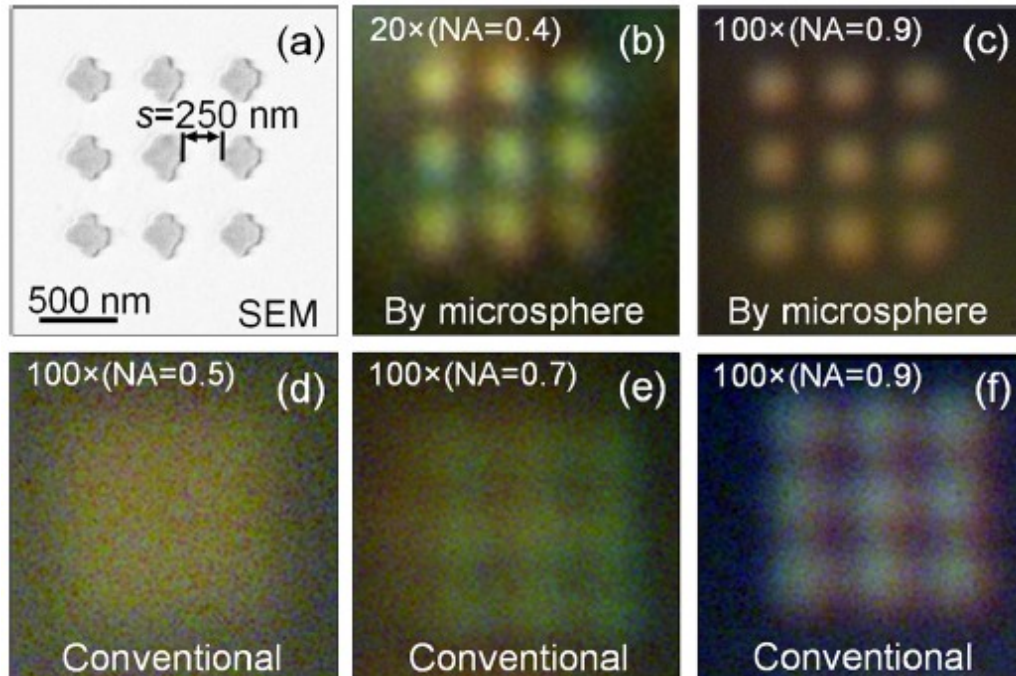 (a)
s=250 nm
500 nm
SEM
20×(NA=0.4)
(b)
By microsphere
100×(NA=0.9)
(c)
By microsphere
100×(NA=0.5)
(d)
Conventional
100×(NA=0.7)
(e)
Conventional
100×(NA=0.9)
(f)
Conventional